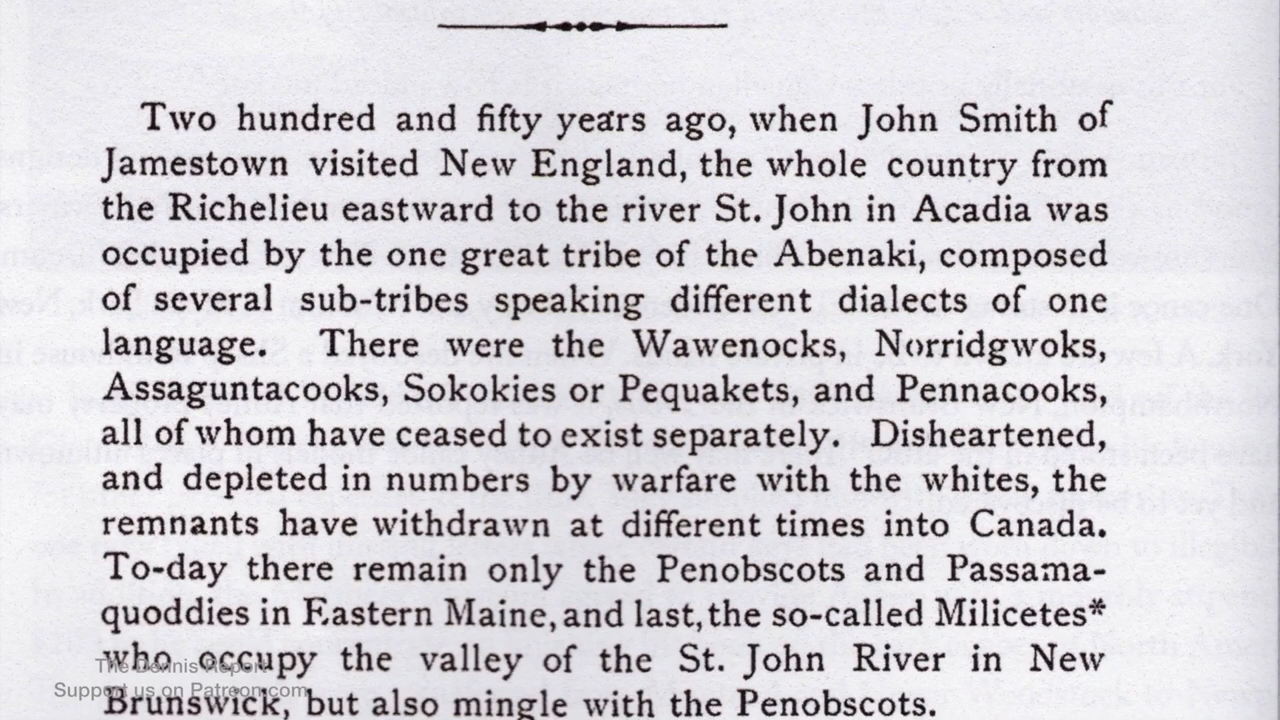 Two hundred and fifty years ago, when John Smith of
Jamestown visited New England, the whole country from
the Richelieu eastward to the river St. John in Acadia was
occupied by the one great tribe of the Abenaki, composed
of several sub-tribes speaking different dialects of one
language. There were the Wawenocks, Norridgwoks,
Assaguntacooks, Sokokies or Pequakets, and Pennacooks,
all of whom have ceased to exist separately. Disheartened,
and depleted in numbers by warfare with the whites, the
remnants have withdrawn at different times into Canada.
To-day there remain only the Penobscots and Passama-
quoddies in Eastern Maine, and last, the so-called Milicetes*
who occupy the valley of the St. John River in New
Brunswick, but also mingle with the Penobscots.
The Dennis Report
Support us on Patreon.com